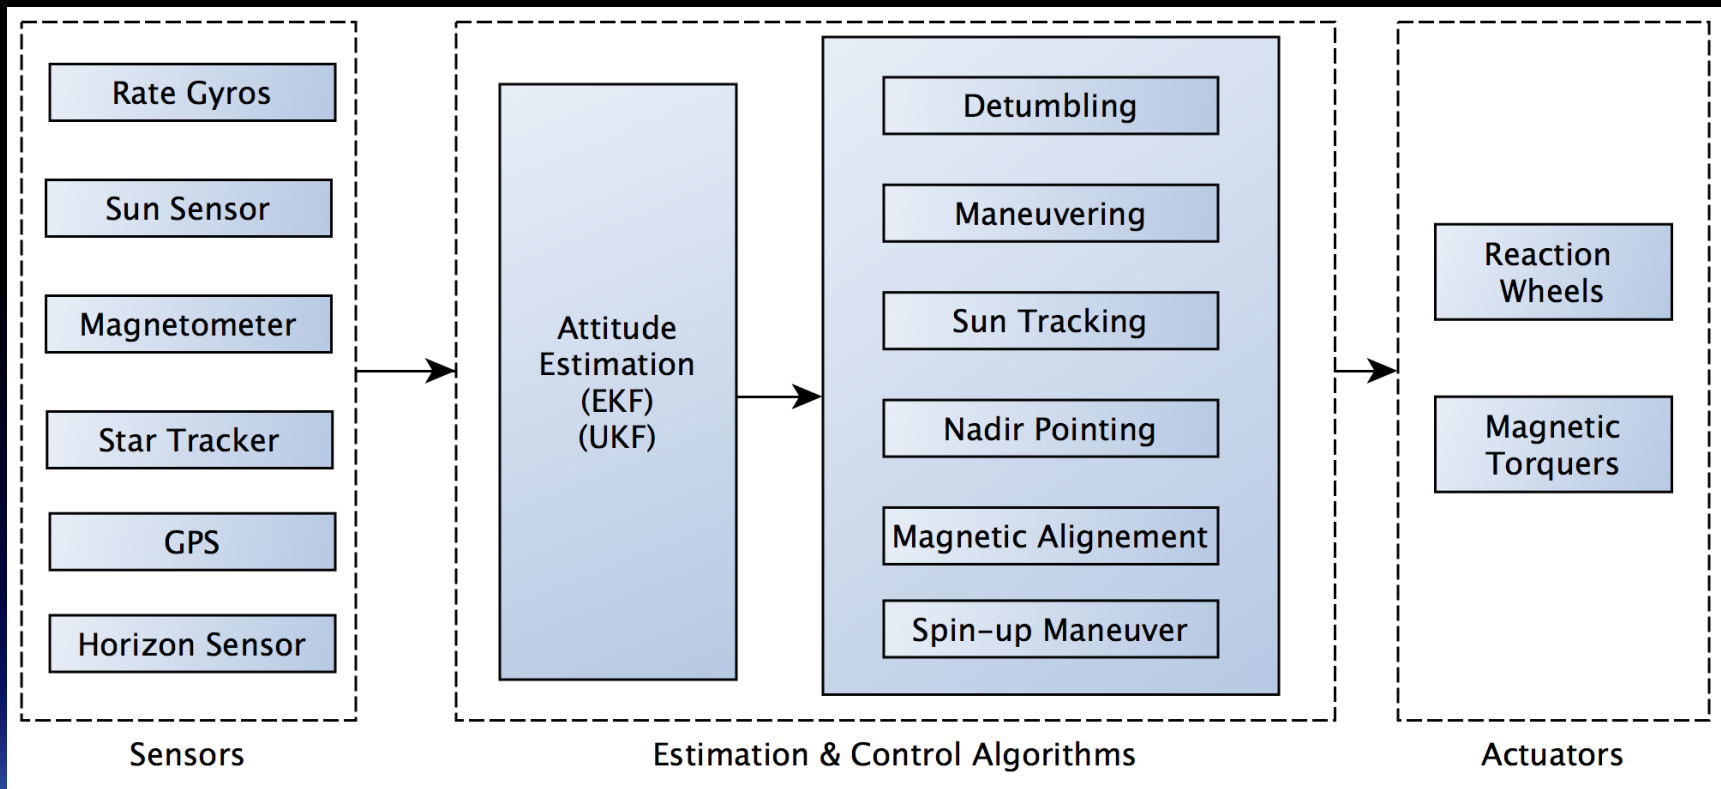 Rate Gyros
Sun Sensor
Magnetometer
Star Tracker
GPS
Horizon Sensor
Sensors
Attitude
Estimation
(EKF)
(UKF)
Detumbling
Maneuvering
Sun Tracking
Nadir Pointing
Magnetic Alignement
Spin-up Maneuver
Estimation & Control Algorithms
Reaction
Wheels
Magnetic
Torquers
Actuators